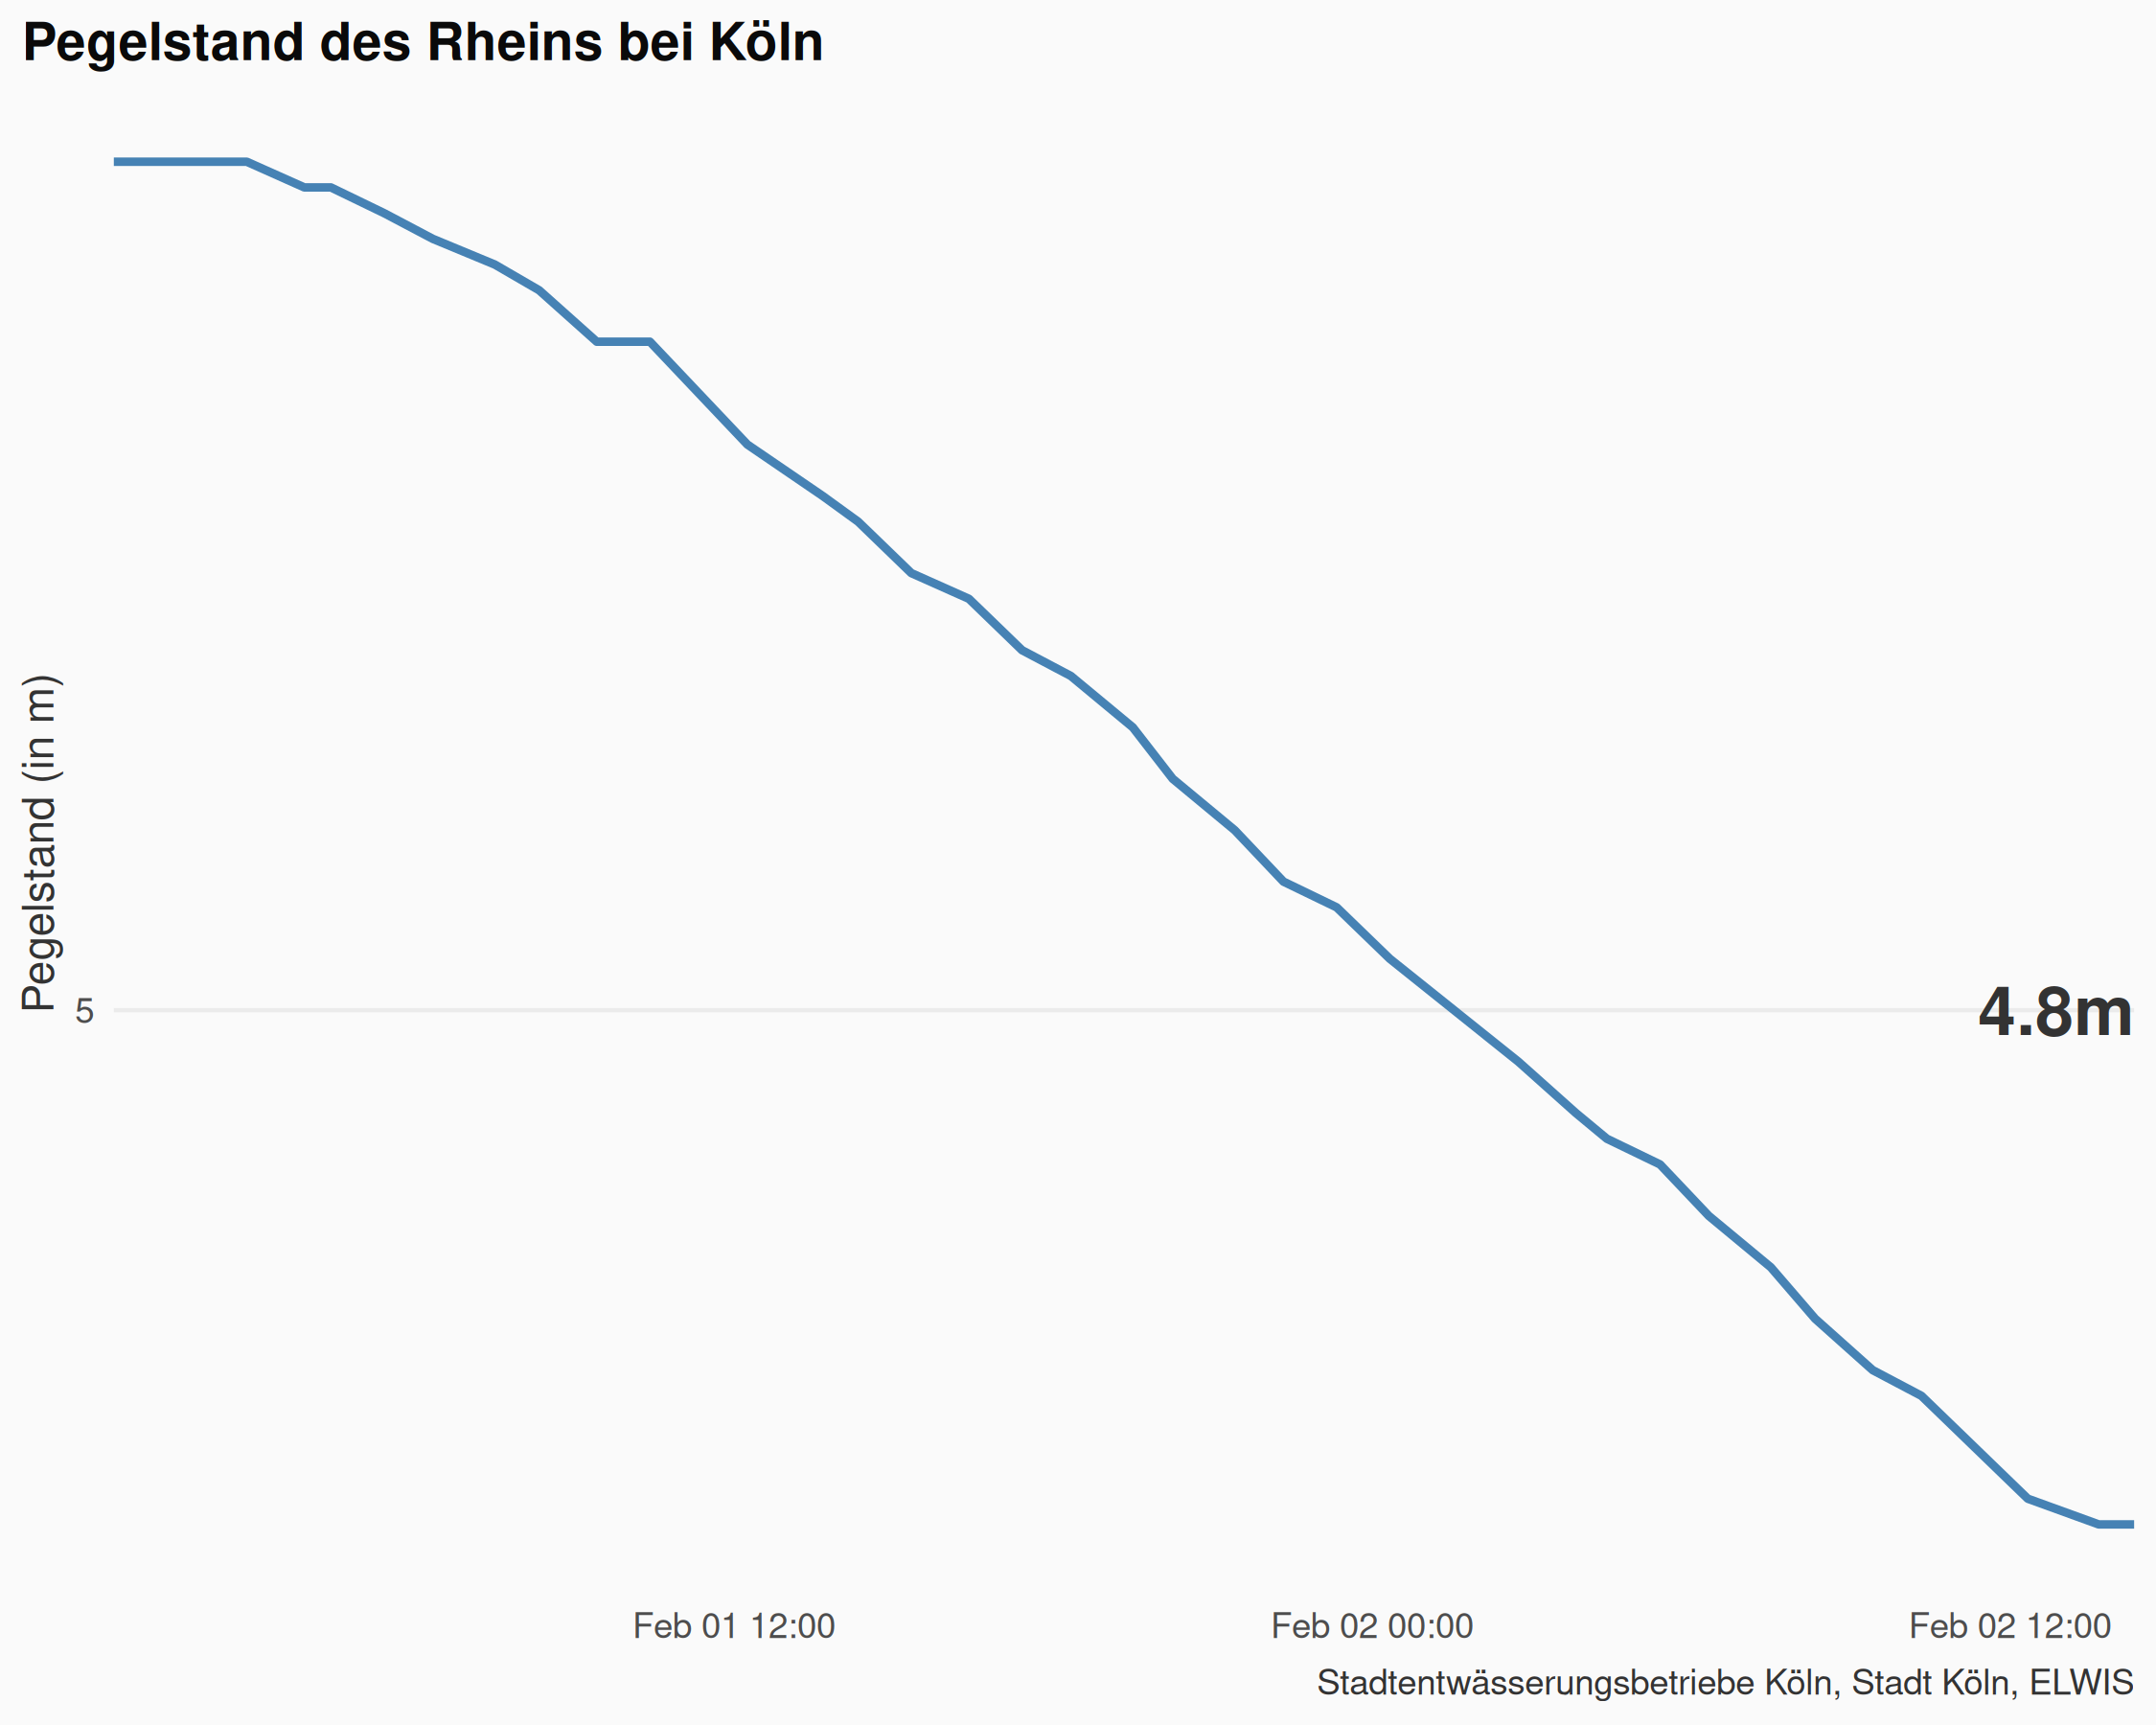 Pegelstand des Rheins bei Köln
Pegelstand (in m)
5
4.8m
Feb 01 12:00
Feb 02 00:00
Feb 02 12:00
Stadtentwässerungsbetriebe Köln, Stadt Köln, ELWIS